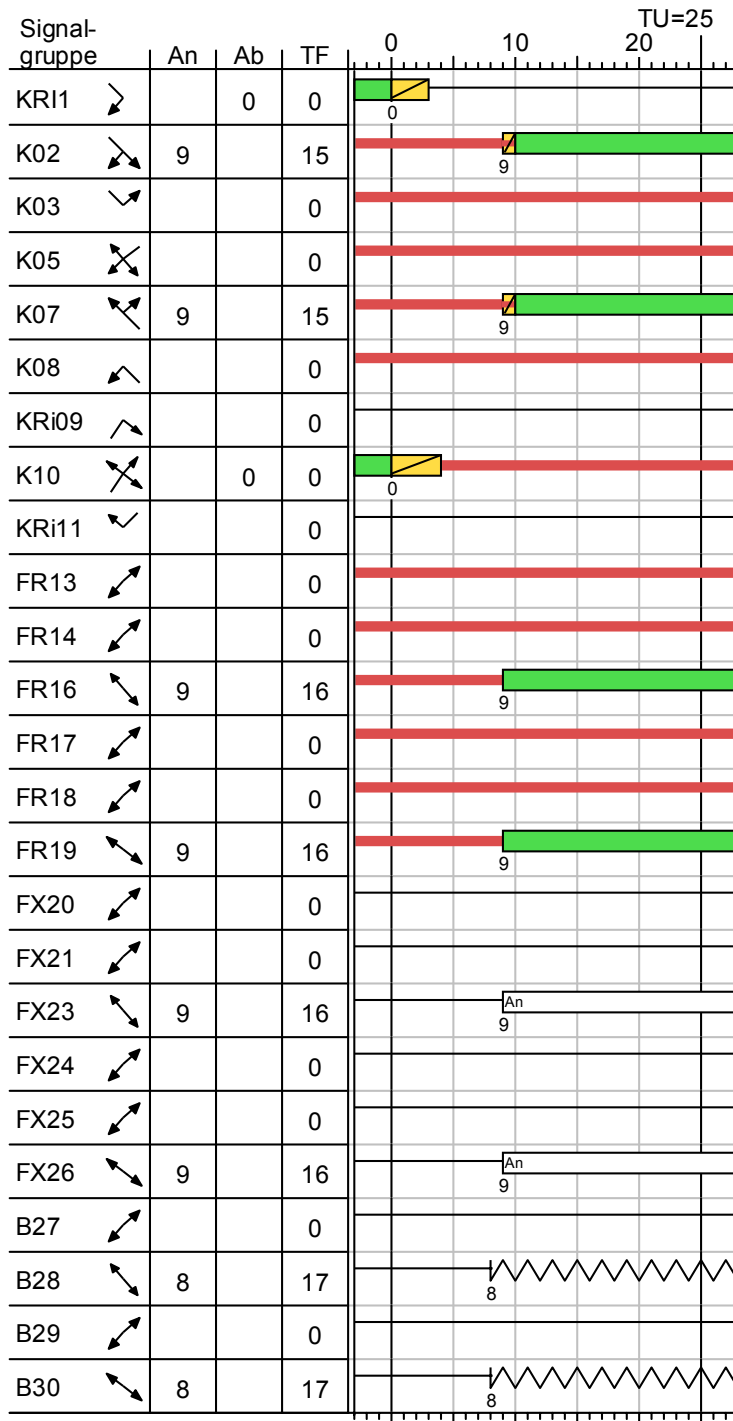 TU=25
Signal-
gruppe An Ab TF 0 10 20
KRI1 0 0 0
K02 9 15 9
K03 0
K05 0
K07 9 15 9
K08 0
KRi09 0
K10 0 0 0
KRi11 0
FR13 0
FR14 0
FR16 9 16 9
FR17 0
FR18 0
FR19 9 16 9
FX20 0
FX21 0
FX23 9 16 An 9
FX24 0
FX25 0
FX26 9 16 An 9
B27 0
B28 8 17 8
B29 0
B30 8 17 8